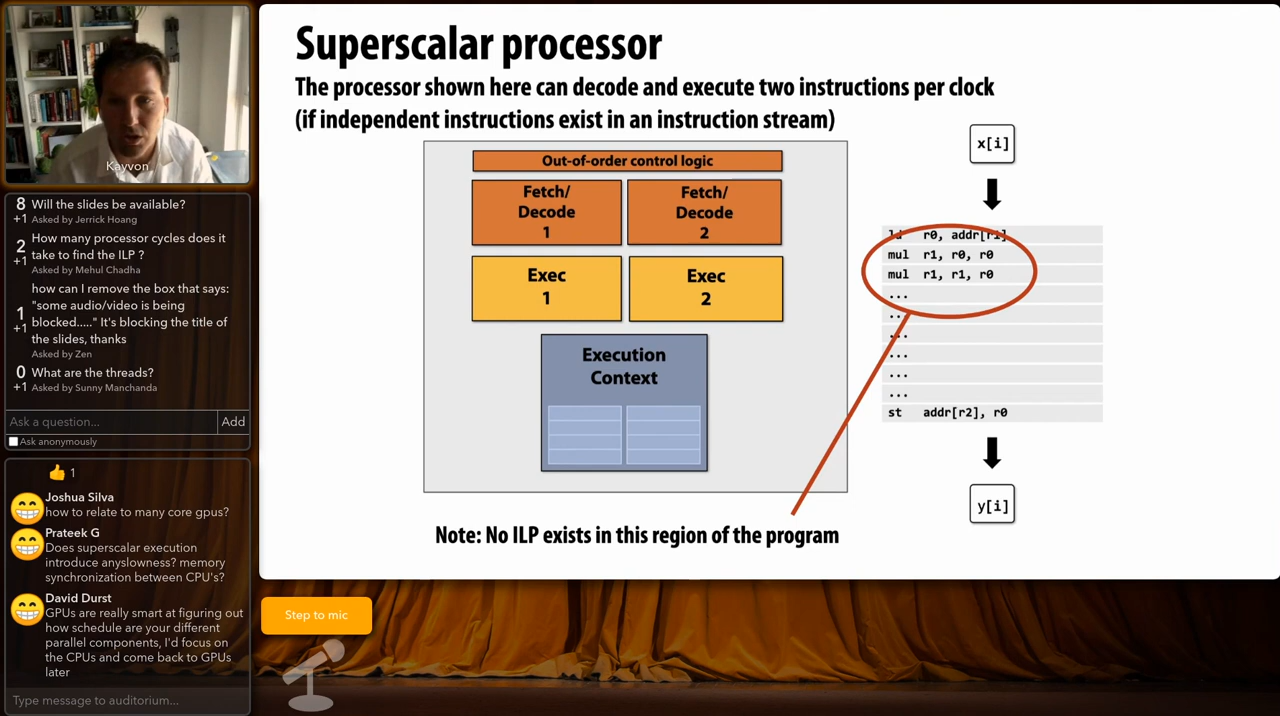 Kayvon
8 Will the slides be available?
+1 Asked by Jerrick Hoang
2 How many processor cycles does it
+1 take to find the ILP ?
Asked by Mehul Chadha
how can I remove the box that says:
"some audio/video is being
1 blocked....." It's blocking the title of
+1 the slides, thanks
Asked by Zen
0 What are the threads?
+1 Asked by Sunny Manchanda
Ask a question...
Add
Ask anonymously
👍 1
Joshua Silva
how to relate to many core gpus?
Prateek G
Does superscalar execution
introduce anyslowness? memory
synchronization between CPU's?
David Durst
GPUs are really smart at figuring out
how schedule are your different
parallel components, I'd focus on
the CPUs and come back to GPUs
later
Type message to auditorium...
Superscalar processor
The processor shown here can decode and execute two instructions per clock
(if independent instructions exist in an instruction stream)
Out-of-order control logic
Fetch/
Decode
1
Fetch/
Decode
2
Exec
1
Exec
2
Execution
Context
x[i]
ld r0, addr[r1]
mul r1, r0, r0
mul r1, r1, r0
...
...
...
...
...
...
st addr[r2], r0
y[i]
Note: No ILP exists in this region of the program
Step to mic